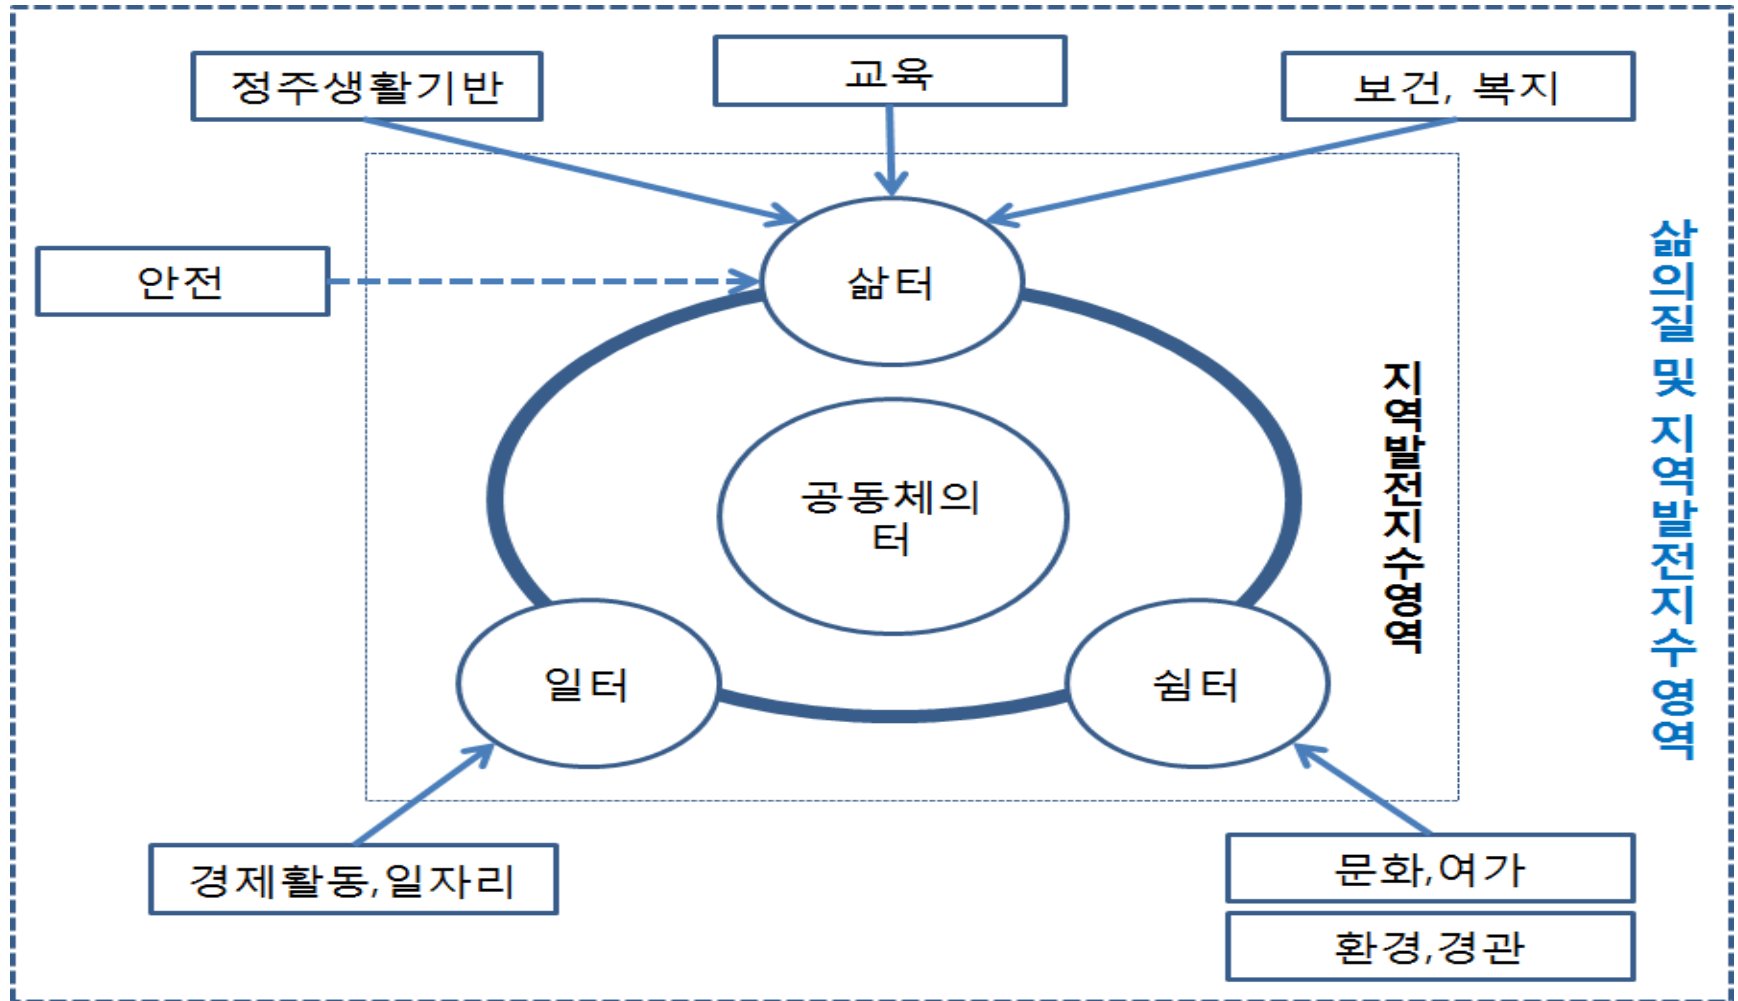 정주생활기반
교육
보건, 복지
안전
삶터
삶의질 및 지역발전지수 영역
지역발전지수영역
공동체의
터
일터
쉼터
경제활동,일자리
문화,여가
환경,경관